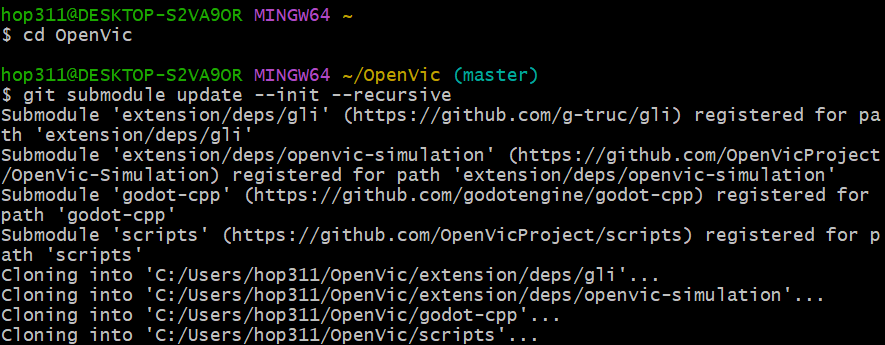 hop311@DESKTOP-S2VA9OR MINGW64 ~
$ cd OpenVic
hop311@DESKTOP-S2VA9OR MINGW64 ~/OpenVic (master)
$ git submodule update --init --recursive
Submodule 'extension/deps/gli' (https://github.com/g-truc/gli) registered for pa
th 'extension/deps/gli'
Submodule 'extension/deps/openvic-simulation' (https://github.com/OpenVicProject
/OpenVic-Simulation) registered for path 'extension/deps/openvic-simulation'
Submodule 'godot-cpp' (https://github.com/godotengine/godot-cpp) registered for
path 'godot-cpp'
Submodule 'scripts' (https://github.com/OpenVicProject/scripts) registered for p
ath 'scripts'
Cloning into 'C:/Users/hop311/OpenVic/extension/deps/gli'...
Cloning into 'C:/Users/hop311/OpenVic/extension/deps/openvic-simulation'...
Cloning into 'C:/Users/hop311/OpenVic/godot-cpp'...
Cloning into 'C:/Users/hop311/OpenVic/scripts'...